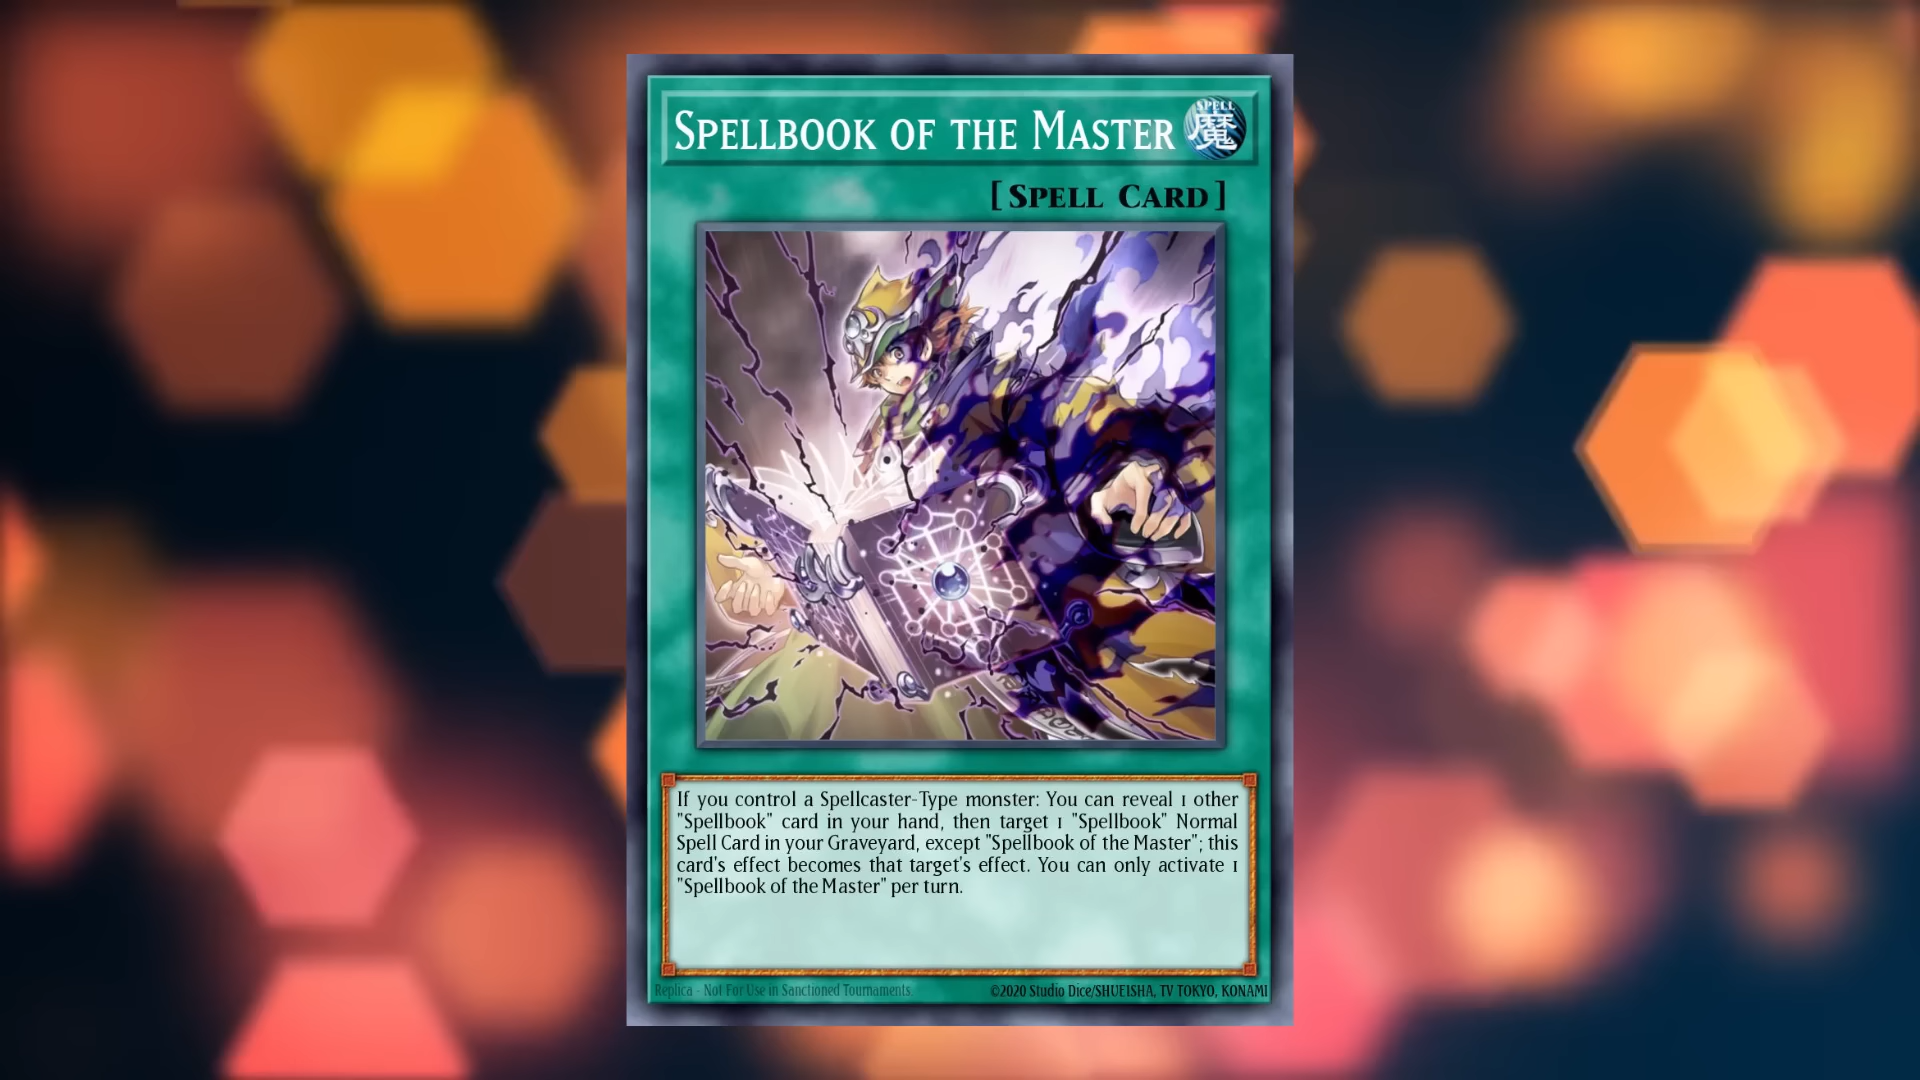 Spellbook of the Master
SPELL
魔
[Spell Card]
If you control a Spellcaster-Type monster: You can reveal 1 other
"Spellbook" card in your hand, then target 1 "Spellbook" Normal
Spell Card in your Graveyard, except "Spellbook of the Master"; this
card's effect becomes that target's effect. You can only activate 1
"Spellbook of the Master" per turn.
Replica - Not For Use in Sanctioned Tournaments
©2020 Studio Dice/SHUEISHA, TV TOKYO, KONAMI